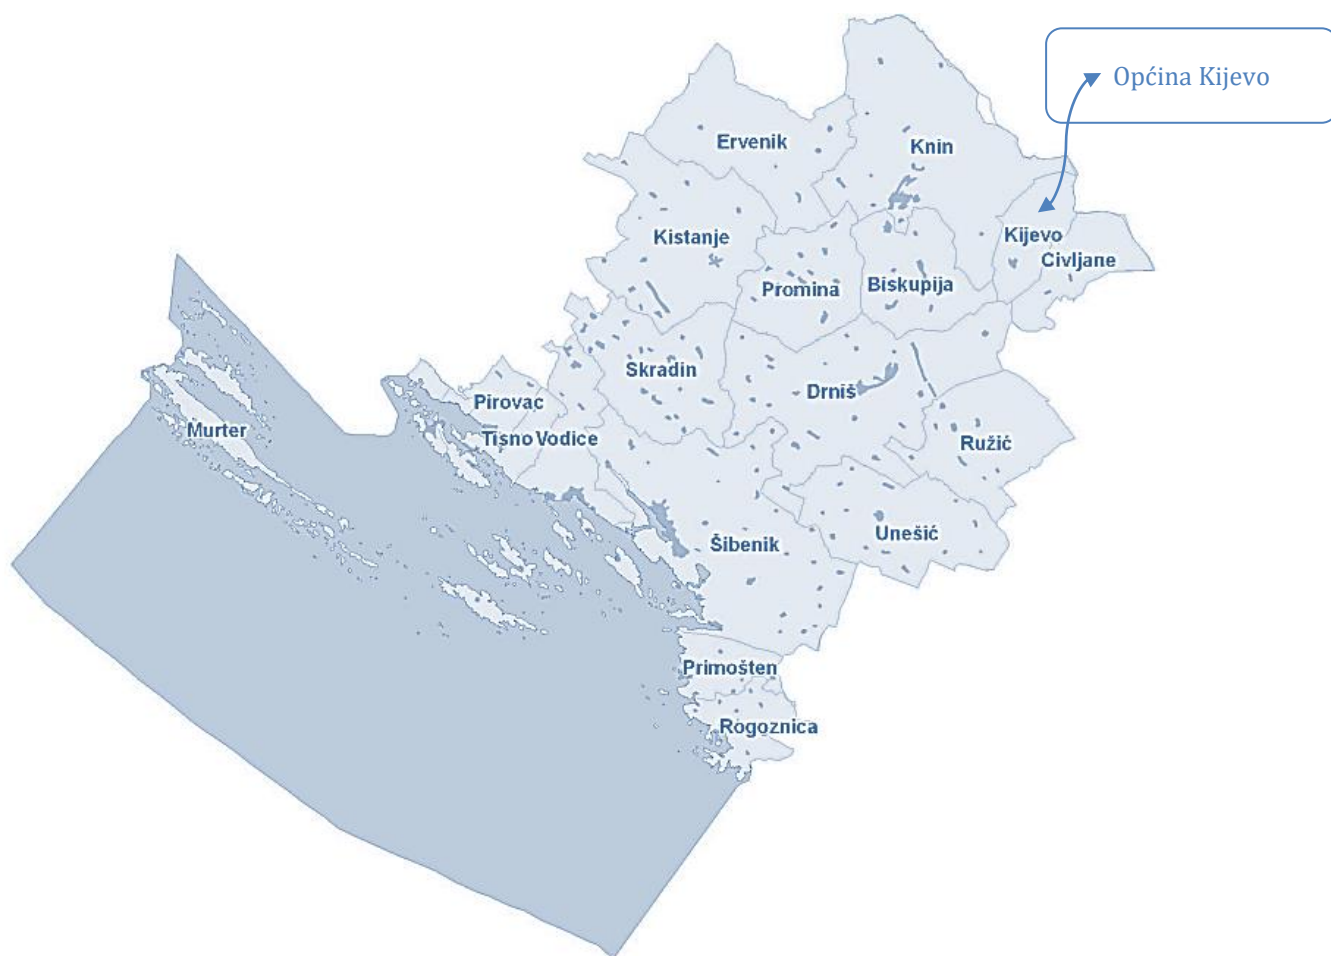 Općina Kijevo
Ervenik
Knin
Kistanje
Kijevo
Civljane
Promina
Biskupija
Skradin
Drniš
Pirovac
Murter
Tisno
Vodice
Ružić
Šibenik
Unešić
Primošten
Rogoznica